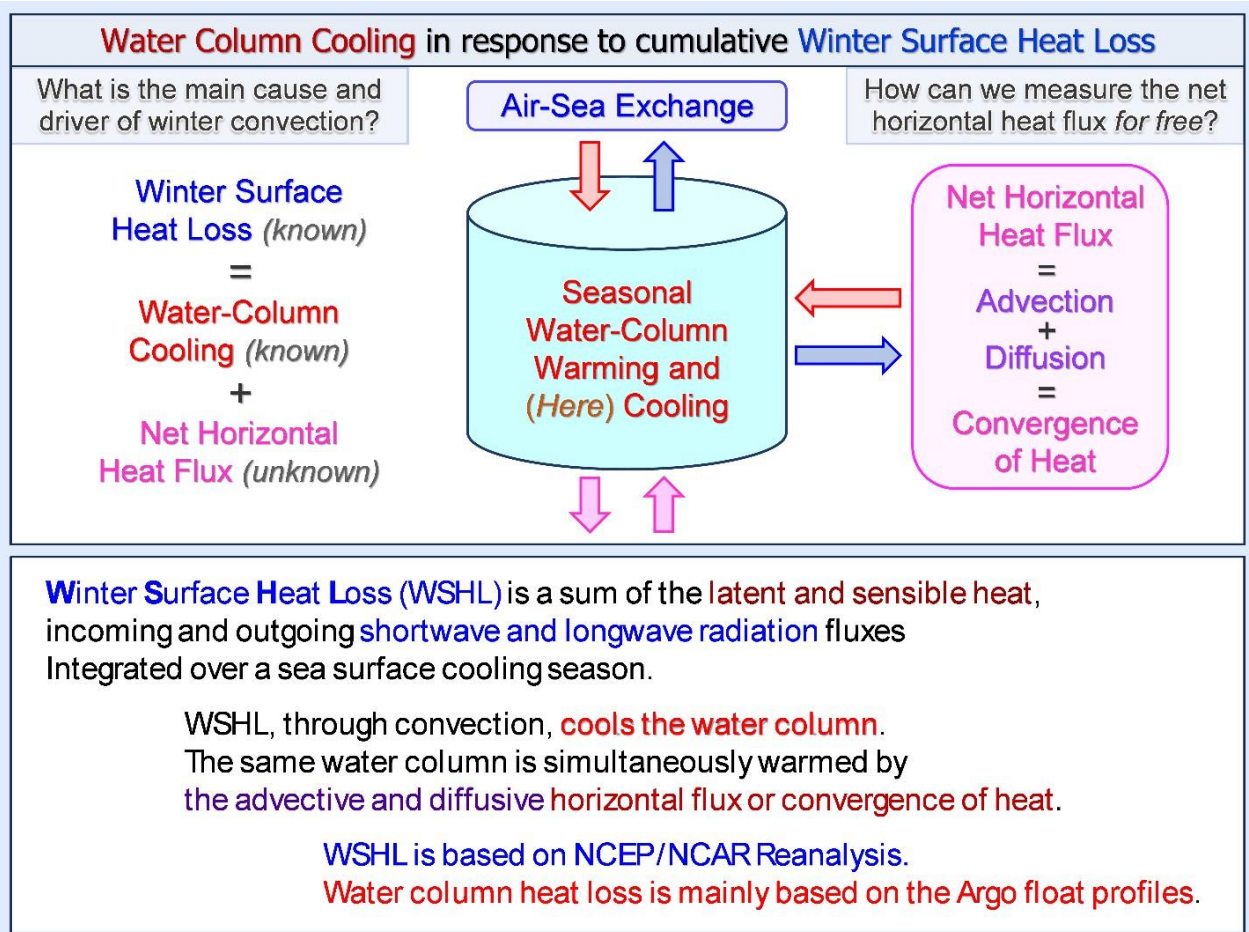 Water Column Cooling in response to cumulative Winter Surface Heat Loss
What is the main cause and
driver of winter convection?
Winter Surface
Heat Loss (known)
=
Water-Column
Cooling (known)
+
Net Horizontal
Heat Flux (unknown)
Air-Sea Exchange
Seasonal
Water-Column
Warming and
(Here) Cooling
How can we measure the net
horizontal heat flux for free?
Net Horizontal
Heat Flux
=
Advection
+
Diffusion
=
Convergence
of Heat
Winter Surface Heat Loss (WSHL) is a sum of the latent and sensible heat,
incoming and outgoing shortwave and longwave radiation fluxes
Integrated over a sea surface cooling season.
WSHL, through convection, cools the water column.
The same water column is simultaneously warmed by
the advective and diffusive horizontal flux or convergence of heat.
WSHL is based on NCEP/NCAR Reanalysis.
Water column heat loss is mainly based on the Argo float profiles.